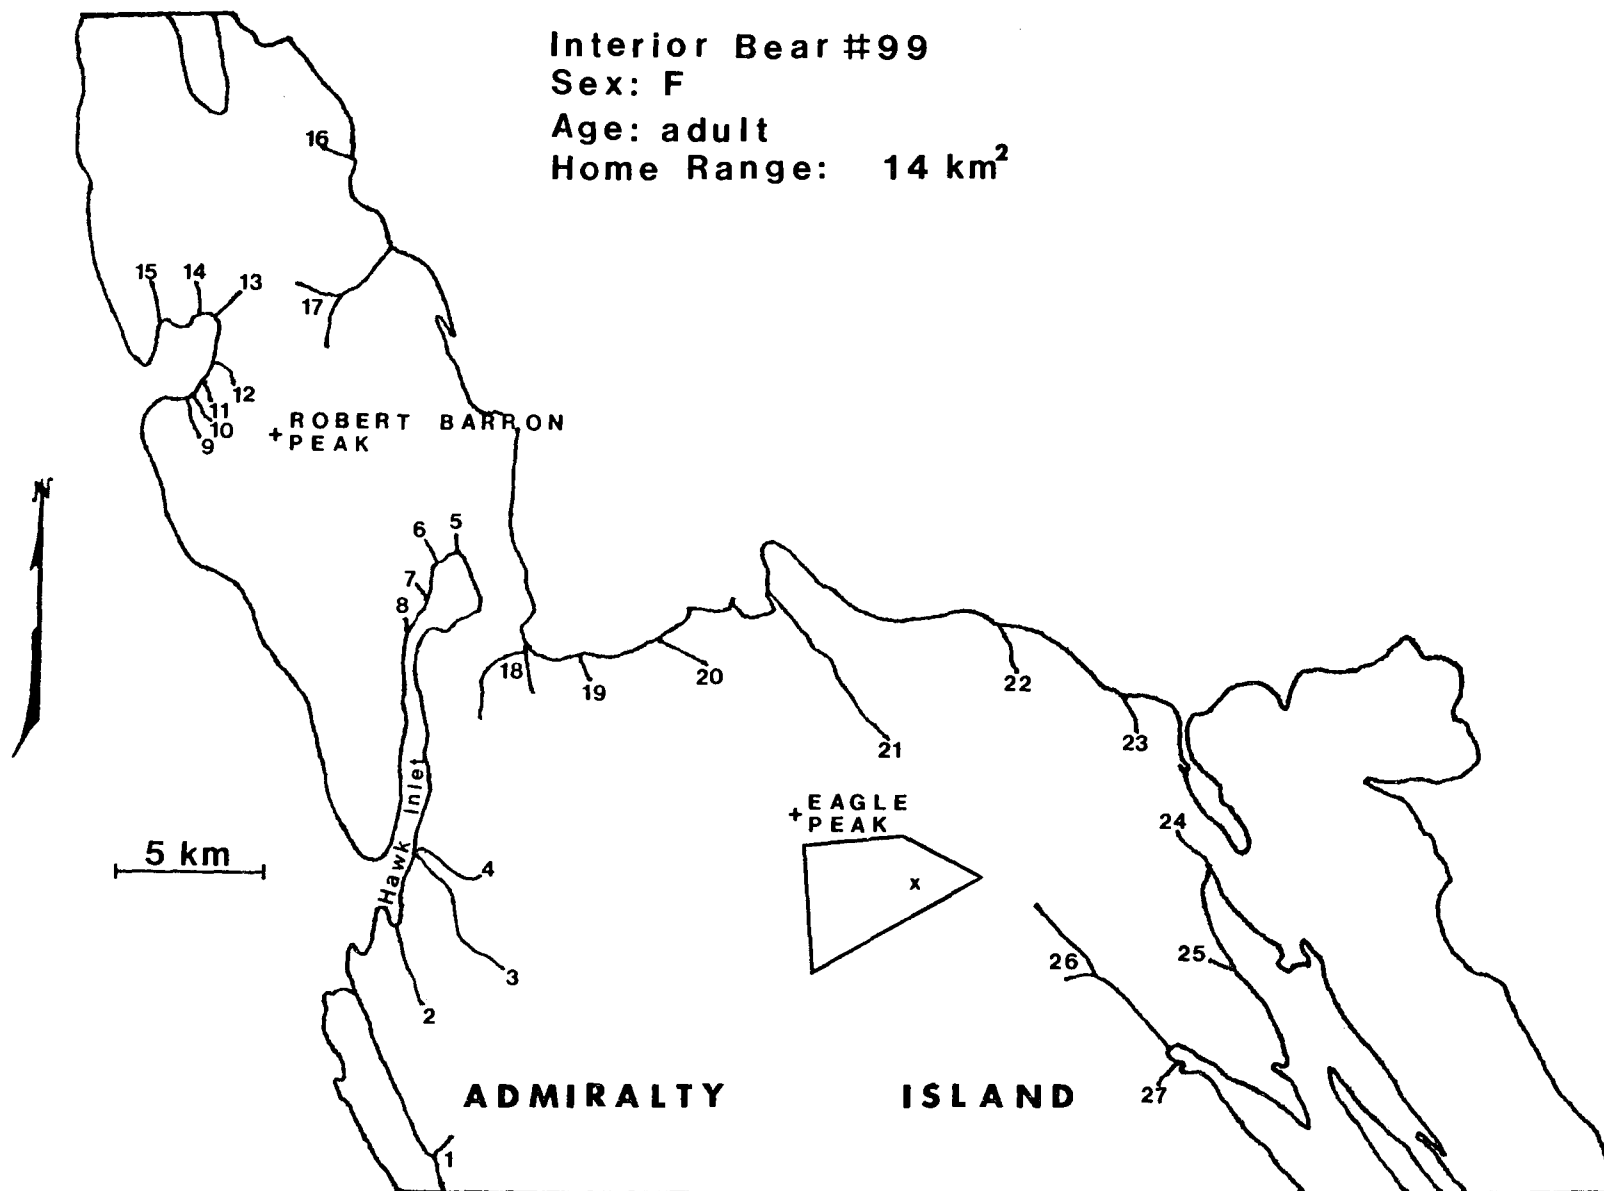 Interior Bear #99
Sex: F
Age: adult
Home Range: 14 km²
16
15
14
13
17
12
11
10
9
+ROBERT BARRON
PEAK
N
6
5
7
8
18
19
20
21
22
23
Hawk Inlet
+EAGLE
PEAK
24
5 km
4
x
3
25
26
2
ADMIRALTY ISLAND
27
1